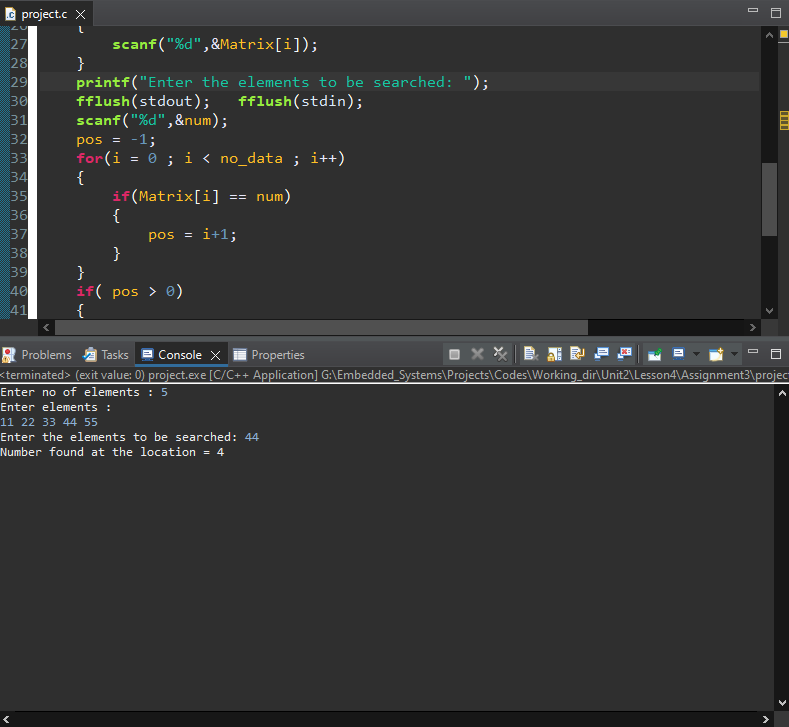 project.c
26 {
27 scanf("%d",&Matrix[i]);
28 }
29 printf("Enter the elements to be searched: ");
30 fflush(stdout); fflush(stdin);
31 scanf("%d",&num);
32 pos = -1;
33 for(i = 0 ; i < no_data ; i++)
34 {
35 if(Matrix[i] == num)
36 {
37 pos = i+1;
38 }
39 }
40 if( pos > 0)
41 {
Problems Tasks Console Properties
<terminated> (exit value: 0) project.exe [C/C++ Application] G:\Embedded_Systems\Projects\Codes\Working_dir\Unit2\Lesson4\Assignment3\project
Enter no of elements : 5
Enter elements :
11 22 33 44 55
Enter the elements to be searched: 44
Number found at the location = 4